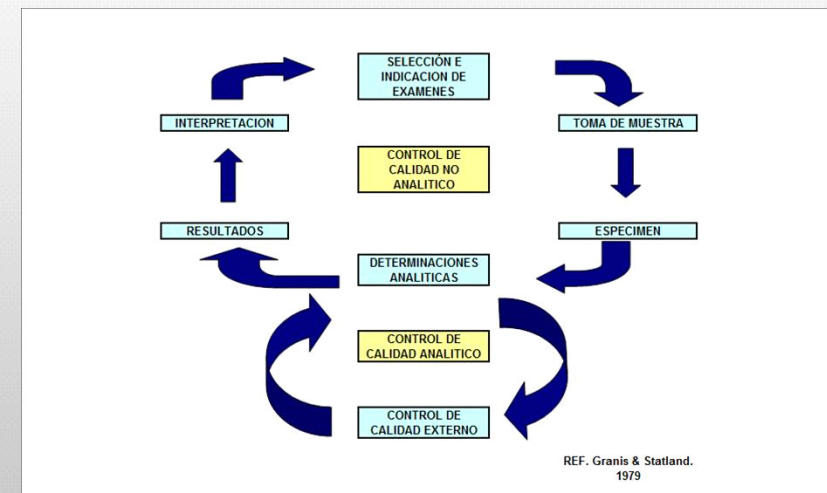 SELECCIÓN E
INDICACION DE
EXAMENES
INTERPRETACION
TOMA DE MUESTRA
CONTROL DE
CALIDAD NO
ANALITICO
RESULTADOS
ESPECIMEN
DETERMINACIONES
ANALITICAS
CONTROL DE
CALIDAD ANALITICO
CONTROL DE
CALIDAD EXTERNO
REF. Granis & Statland.
1979